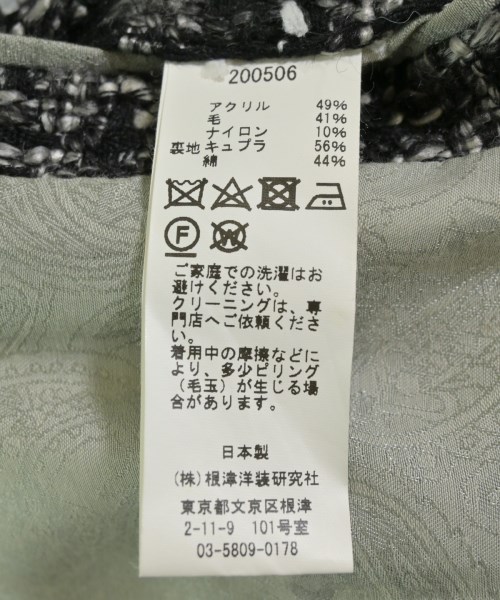 200506
アクリル 49%
毛 41%
ナイロン 10%
裏地 キュプラ 56%
綿 44%
F W
ご家庭での洗濯はお
避けください。
クリーニングは、専
門店へご依頼くださ
い。
着用中の摩擦などに
より、多少ピリング
(毛玉)が生じる場
合があります。
日本製
(株)根津洋装研究社
東京都文京区根津
2-11-9 101号室
03-5809-0178